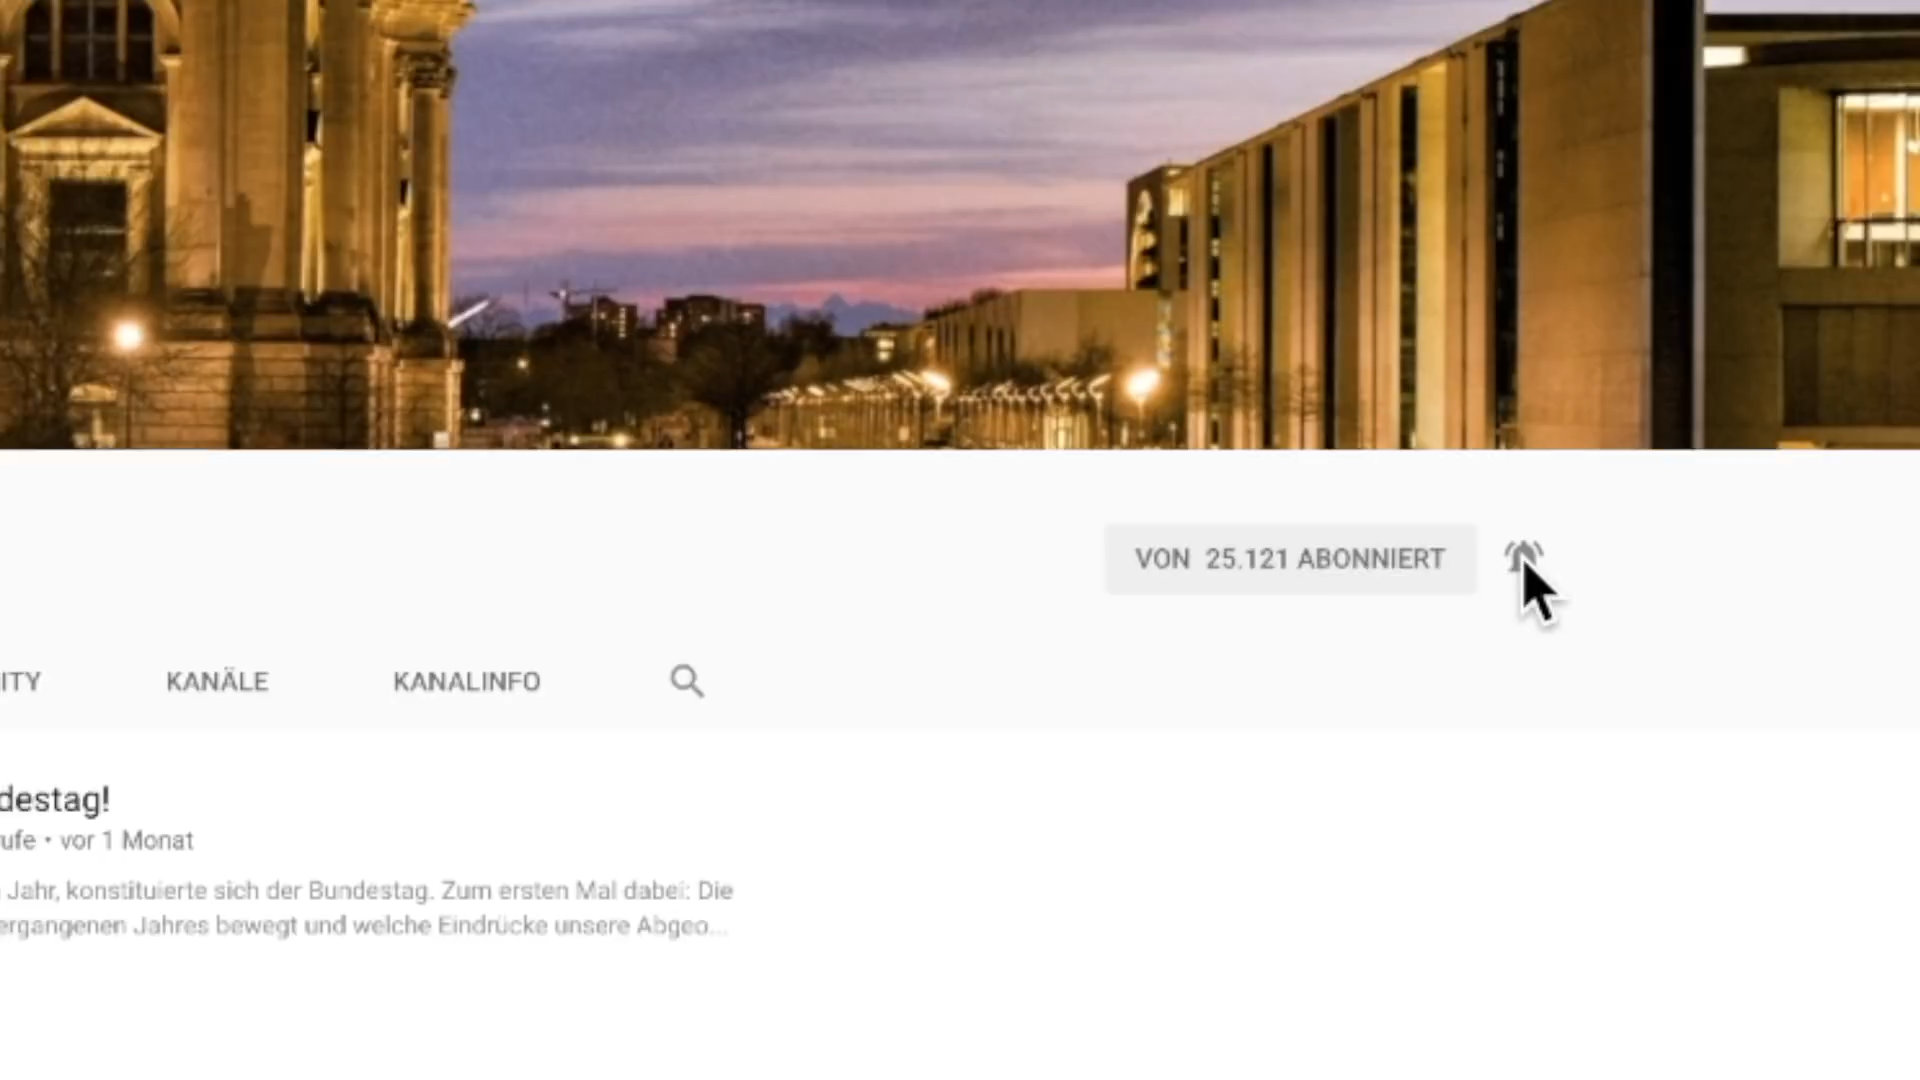 VON 25.121 ABONNIERT
ITY KANÄLE KANALINFO
destag!
ufe • vor 1 Monat
Jahr, konstituierte sich der Bundestag. Zum ersten Mal dabei: Die
ergangenen Jahres bewegt und welche Eindrücke unsere Abgeo...